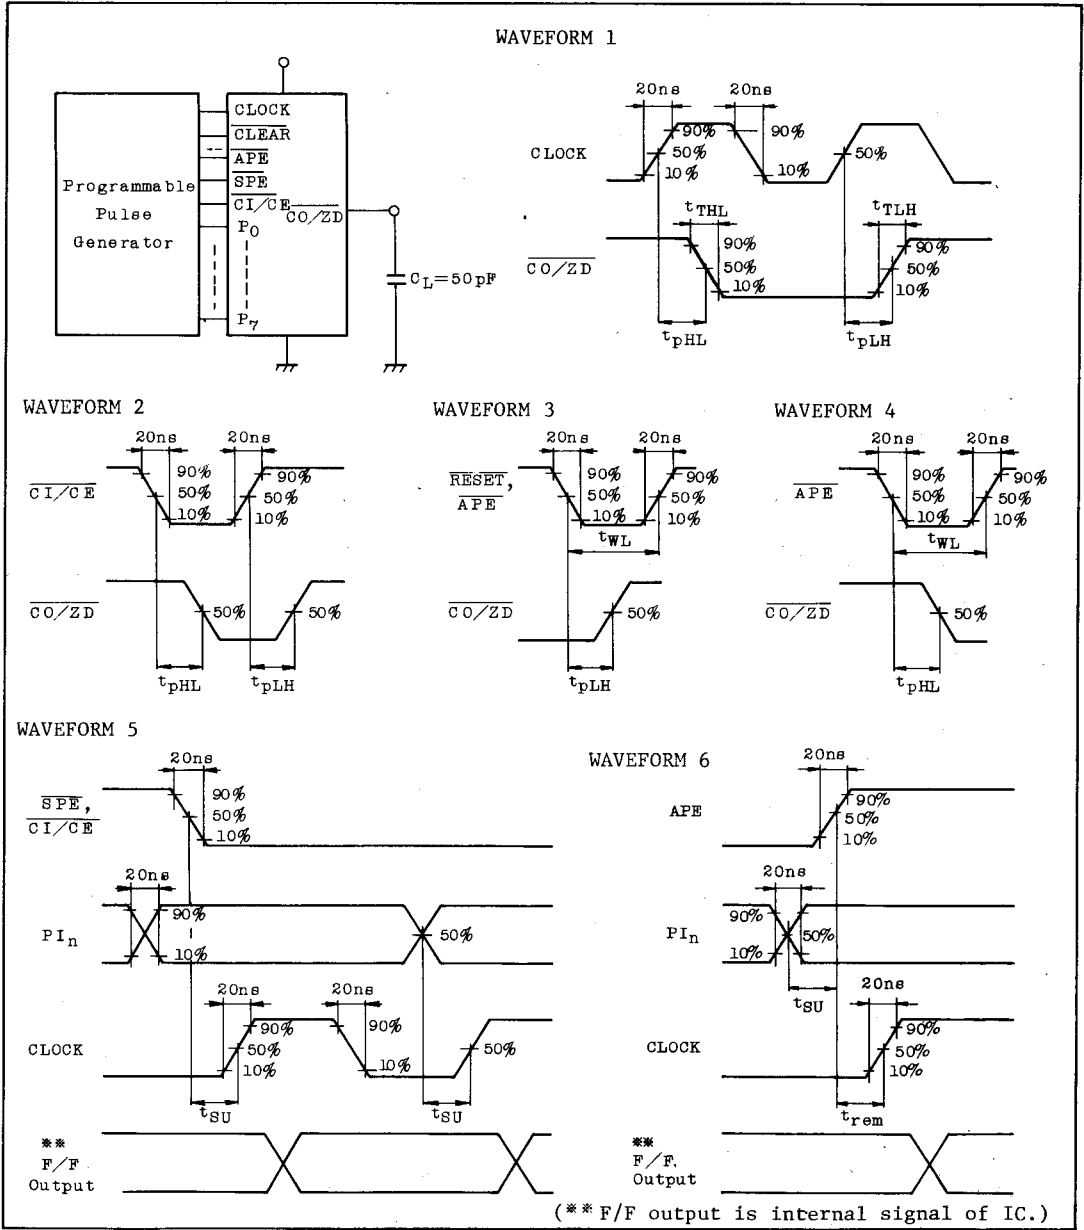 WAVEFORM 1
Programmable
Pulse
Generator
CLOCK
CLEAR
APE
SPE
CI/CE
CO/ZD
P0
P7
CL=50pF
20ns 20ns
CLOCK
90% 90%
50% 50%
10% 10%
tTHL tTLH
CO/ZD
90% 90%
50% 50%
10% 10%
tpHL tpLH
WAVEFORM 2
20ns 20ns
CI/CE
90% 90%
50% 50%
10% 10%
CO/ZD
50% 50%
tpHL tpLH
WAVEFORM 3
20ns 20ns
RESET,
APE
90% 90%
50% 50%
10% 10%
tWL
CO/ZD
50%
tpLH
WAVEFORM 4
20ns 20ns
APE
90% 90%
50% 50%
10% 10%
tWL
CO/ZD
50%
tpHL
WAVEFORM 5
20ns
SPE,
CI/CE
90%
50%
10%
20ns
PIn
90%
10%
50%
20ns 20ns
CLOCK
90% 90%
50% 50%
10% 10%
tSU tSU
**
F/F
Output
WAVEFORM 6
20ns
APE
90%
50%
10%
20ns
PIn
90%
50%
10%
tSU
20ns
CLOCK
90%
50%
10%
trem
**
F/F.
Output
(** F/F output is internal signal of IC.)